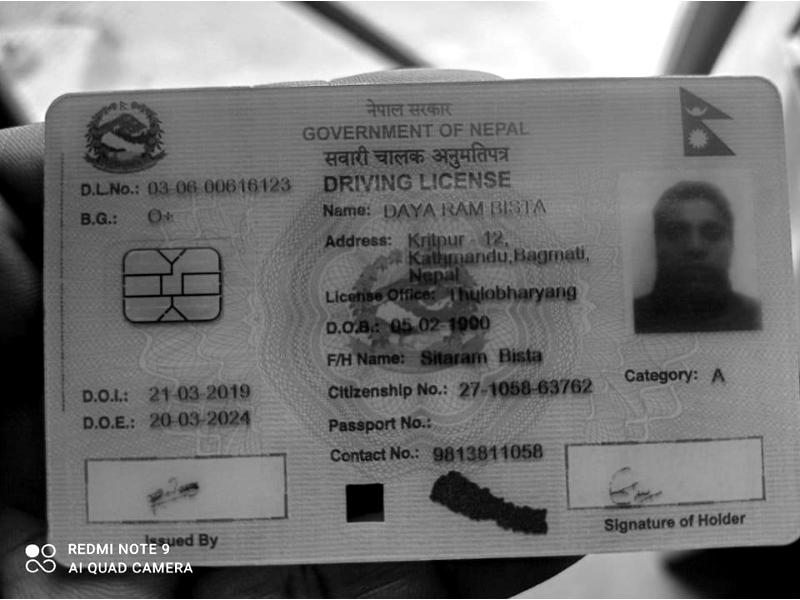 नेपाल सरकार
GOVERNMENT OF NEPAL
सवारी चालक अनुमतिपत्र
DRIVING LICENSE
D.L.No.: 03-06-00616123
B.G.: O+
Name: DAYA RAM BISTA
Address: Kritpur - 12,
Kathmandu,Bagmati,
Nepal
License Office: Thulobharyang
D.O.B.: 05-02-1990
F/H Name: Sitaram Bista
Citizenship No.: 27-1058-63762
Category: A
D.O.I.: 21-03-2019
D.O.E.: 20-03-2024
Passport No.:
Contact No.: 9813811058
Issued By
Signature of Holder
REDMI NOTE 9
AI QUAD CAMERA